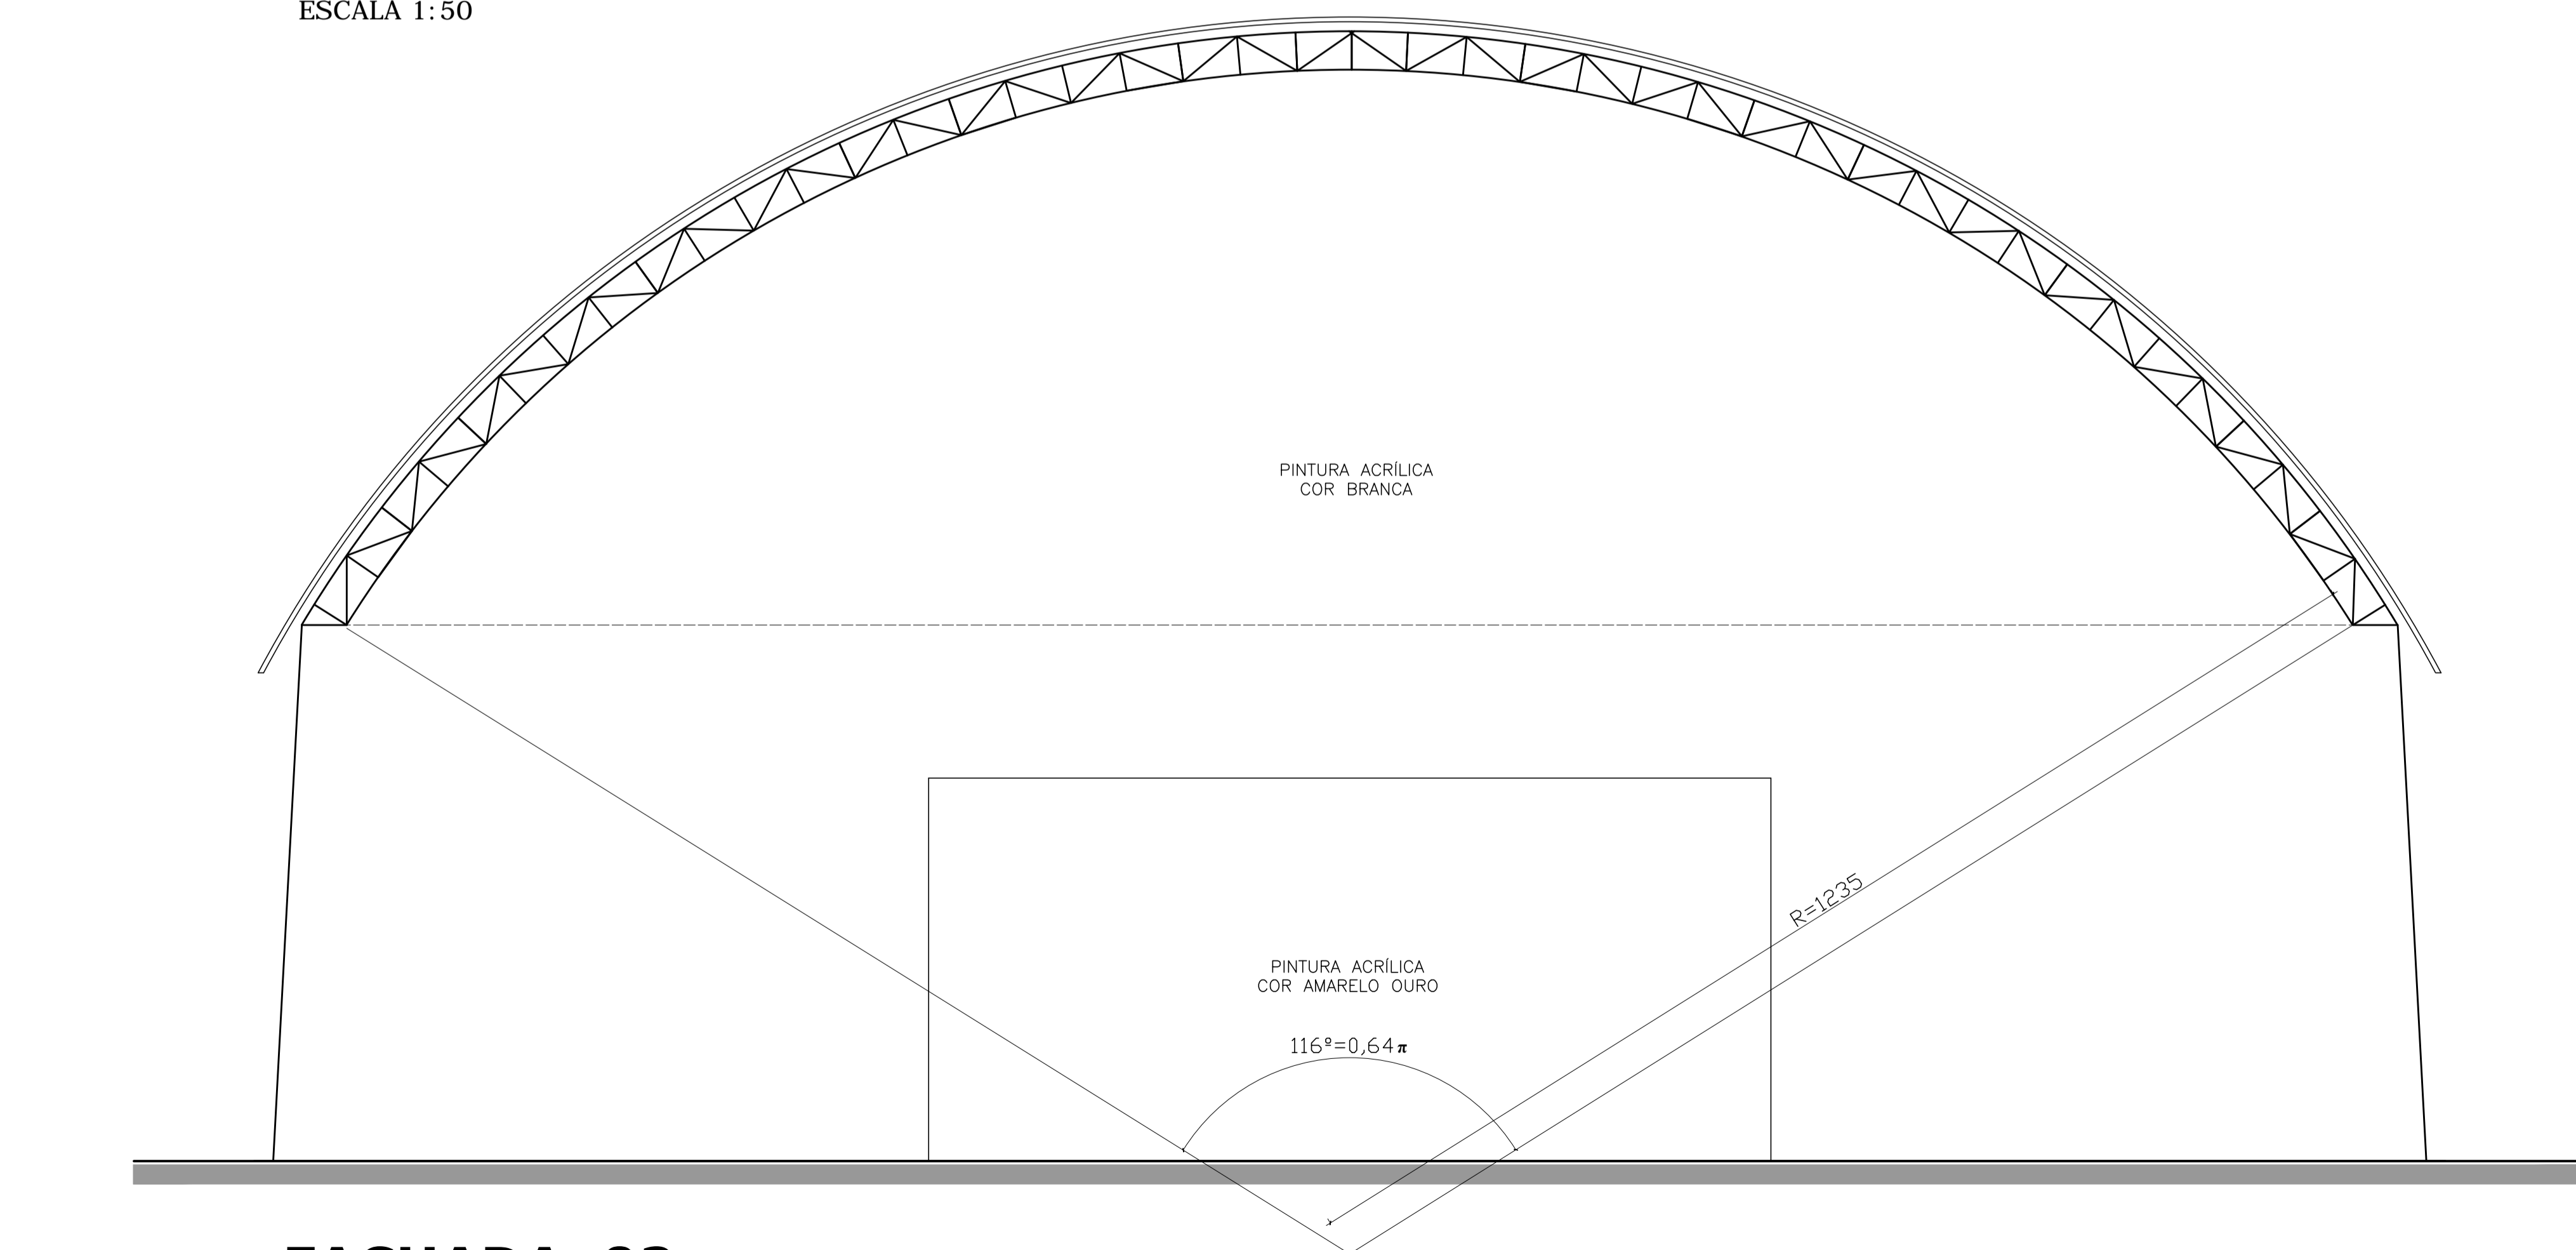 ESCALA 1:50
PINTURA ACRÍLICA
COR BRANCA
R=1235
PINTURA ACRÍLICA
COR AMARELO OURO
116º=0,64π